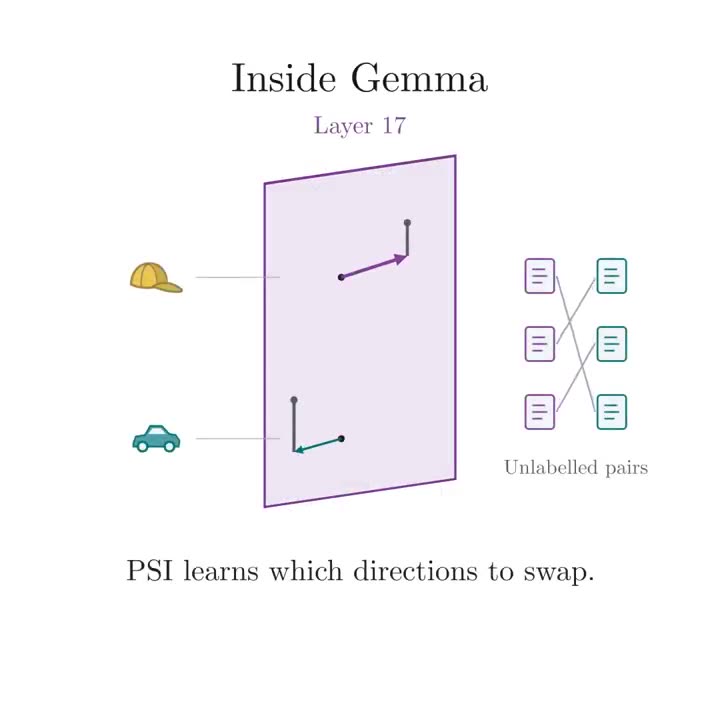 Inside Gemma
Layer 17
Unlabelled pairs
PSI learns which directions to swap.